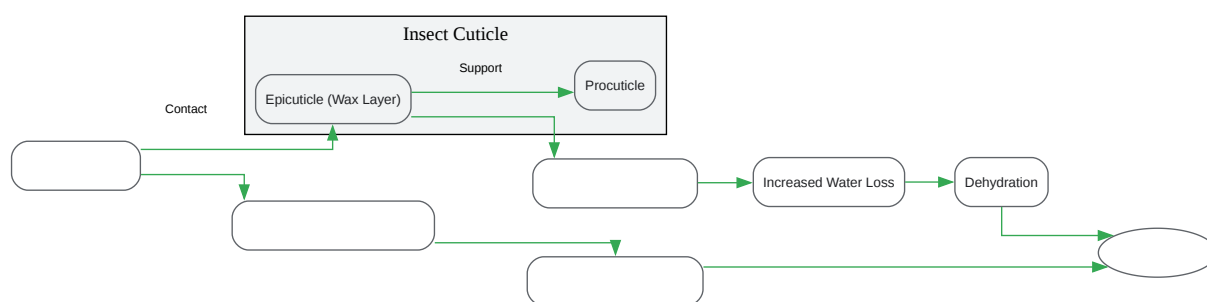 Insect Cuticle
Support
Epicuticle (Wax Layer)
Procuticle
Contact
Increased Water Loss
Dehydration